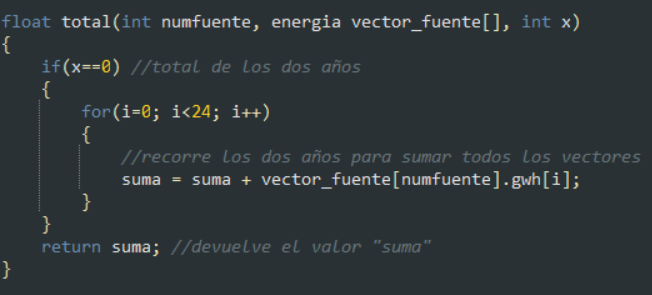 float total(int numfuente, energia vector_fuente[], int x)
{
if(x==0) //total de los dos años
{
for(i=0; i<24; i++)
{
//recorre los dos años para sumar todos los vectores
suma = suma + vector_fuente[numfuente].gwh[i];
}
}
return suma; //devuelve el valor "suma"
}